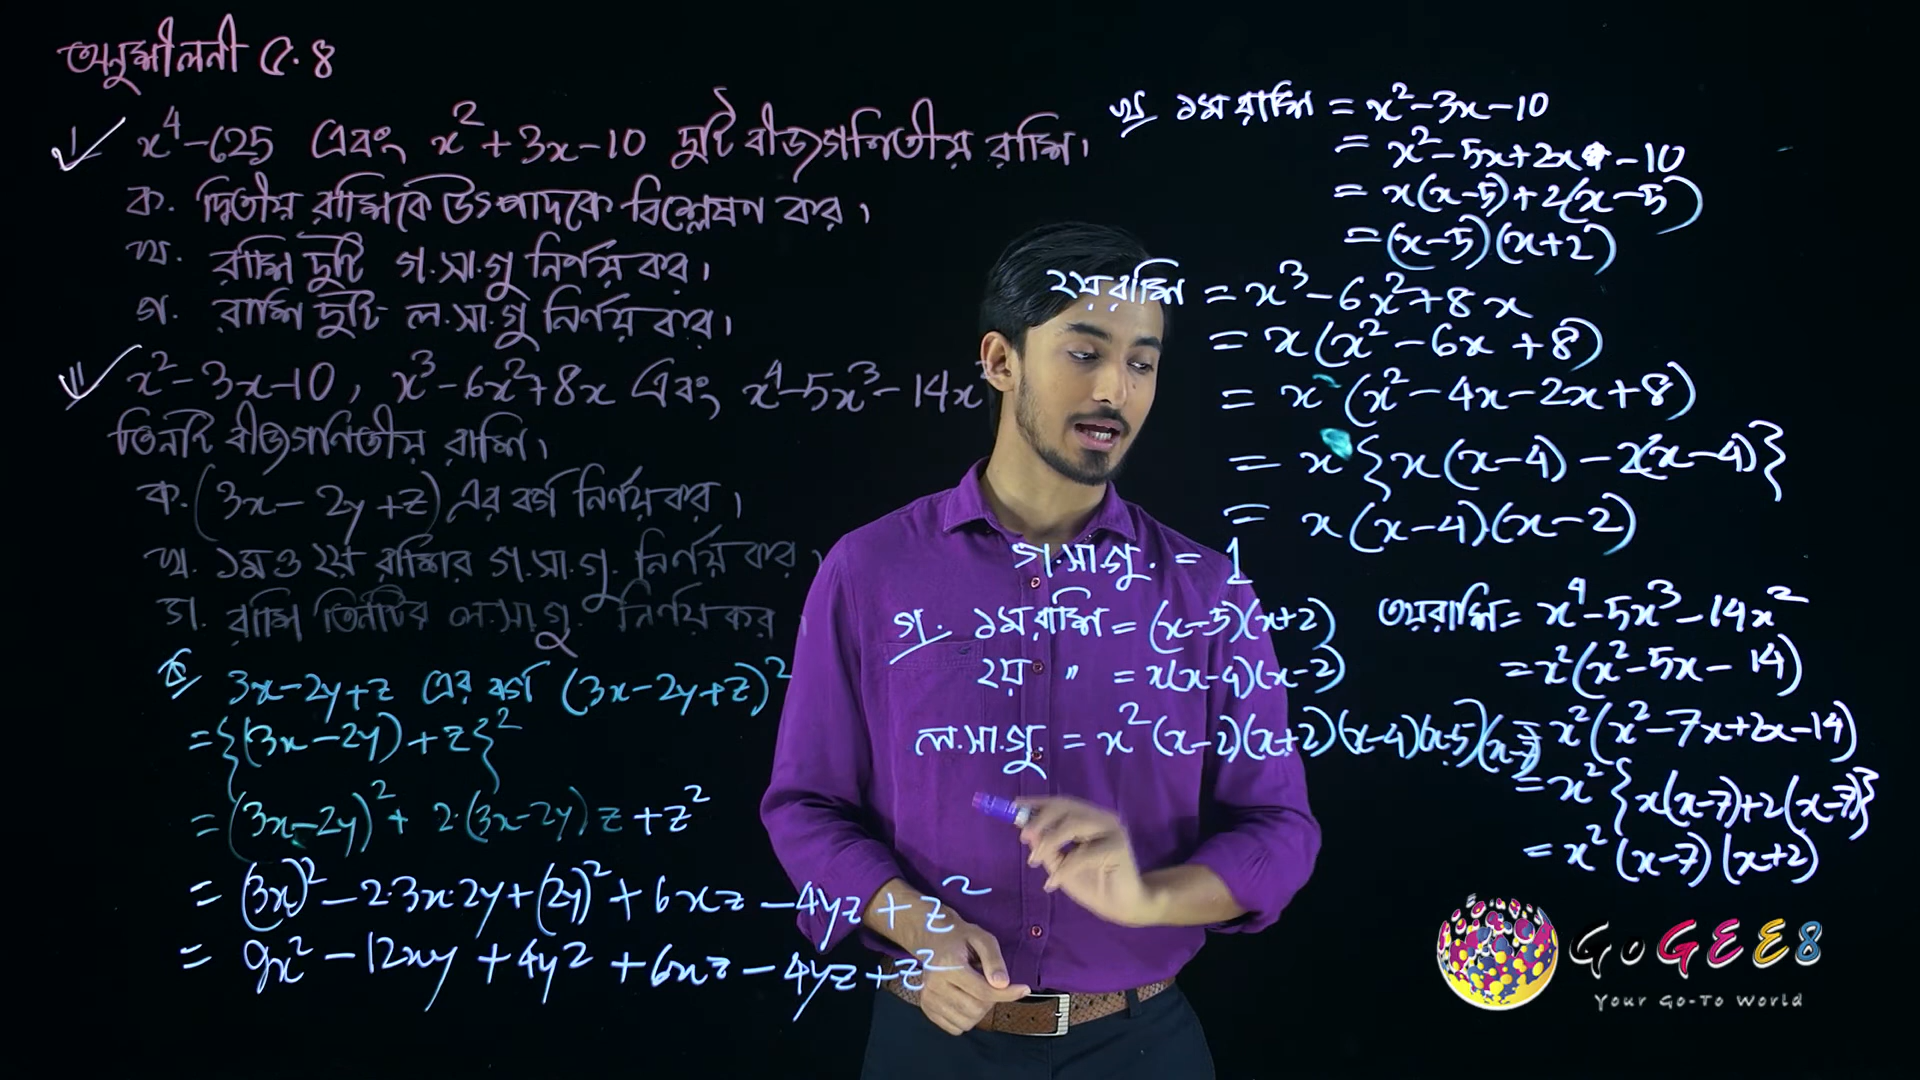 অনুশীলনী ৫.৪
১. x⁴-625 এবং x²+3x-10 দুটি বীজগাণিতীয় রাশি।
ক. দ্বিতীয় রাশিকে উৎপাদকে বিশ্লেষণ কর।
খ. রাশি দুটি গ.সা.গু নির্ণয় কর।
গ. রাশি দুটি ল.সা.গু নির্ণয় কর।
১১ x²-3x-10, x³-6x²+8x এবং x⁴-5x³-14x²
তিনটি বীজগণিতীয় রাশি।
ক. (3x-2y+z) এর বর্গ নির্ণয় কর।
খ. ১ম ও ২য় রাশির গ.সা.গু. নির্ণয় কর।
গ. রাশি তিনটির ল.সা.গু. নির্ণয় কর।
ক 3x-2y+z এর বর্গ (3x-2y+z)²
={(3x-2y)+z}²
=(3x-2y)²+2.(3x-2y)z+z²
= (3x)²-2.3x.2y+(2y)²+6xz-4yz+z²
= 9x²-12xy+4y2+6xz-4yz+z²
খ ১ম রাশি = x²-3x-10
= x²-5x+2x-10
= x(x-5)+2(x-5)
=(x-5)(x+2)
২য় রাশি = x³-6x²+8x
= x(x²-6x+8)
= x(x²-4x-2x+8)
= x{x(x-4)-2(x-4)}
= x(x-4)(x-2)
গ.সা.গু. = 1
গ. ১ম রাশি = (x-5)(x+2)
২য় " = x(x-4)(x-2)
৩য় রাশি = x⁴-5x³-14x²
=x²(x²-5x-14)
= x²(x²-7x+2x-14)
= x²{x(x-7)+2(x-7)}
= x²(x-7)(x+2)
ল.সা.গু. = x²(x-2)(x+2)(x-4)(x-5)(x-7)
GOGEE8
Your Go-To World